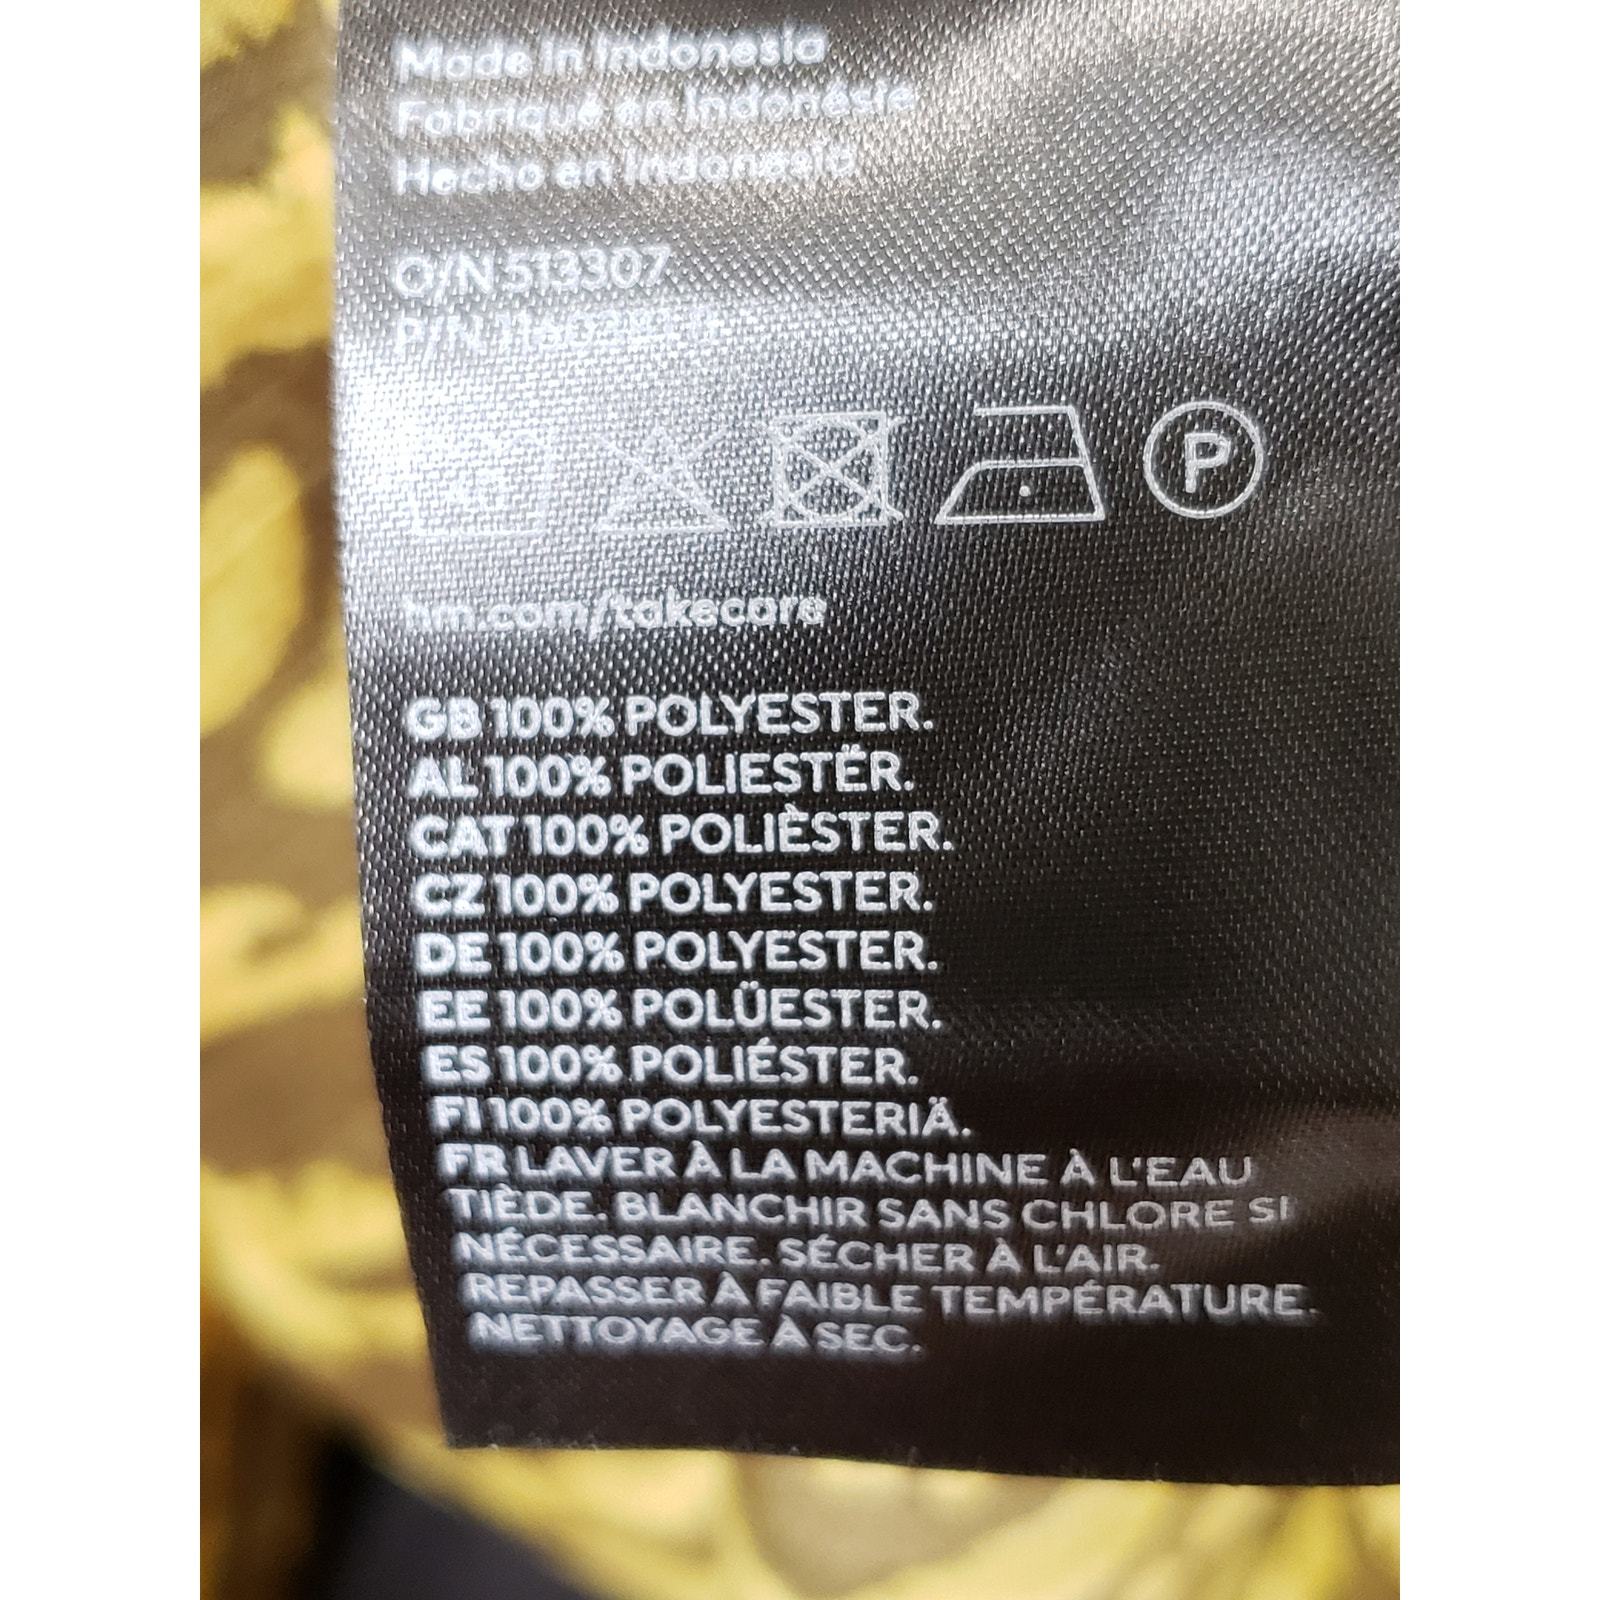 Made in Indonesia
Fabriqué en Indonésie
Hecho en Indonesia
O/N 513307
P/N
P
hm.com/takecare
GB 100% POLYESTER.
AL 100% POLIESTËR.
CAT 100% POLIÈSTER.
CZ 100% POLYESTER.
DE 100% POLYESTER.
EE 100% POLÜESTER.
ES 100% POLIÉSTER.
FI 100% POLYESTERIÄ.
FR LAVER À LA MACHINE À L'EAU
TIÈDE. BLANCHIR SANS CHLORE SI
NÉCESSAIRE. SÉCHER À L'AIR.
REPASSER À FAIBLE TEMPÉRATURE.
NETTOYAGE À SEC.